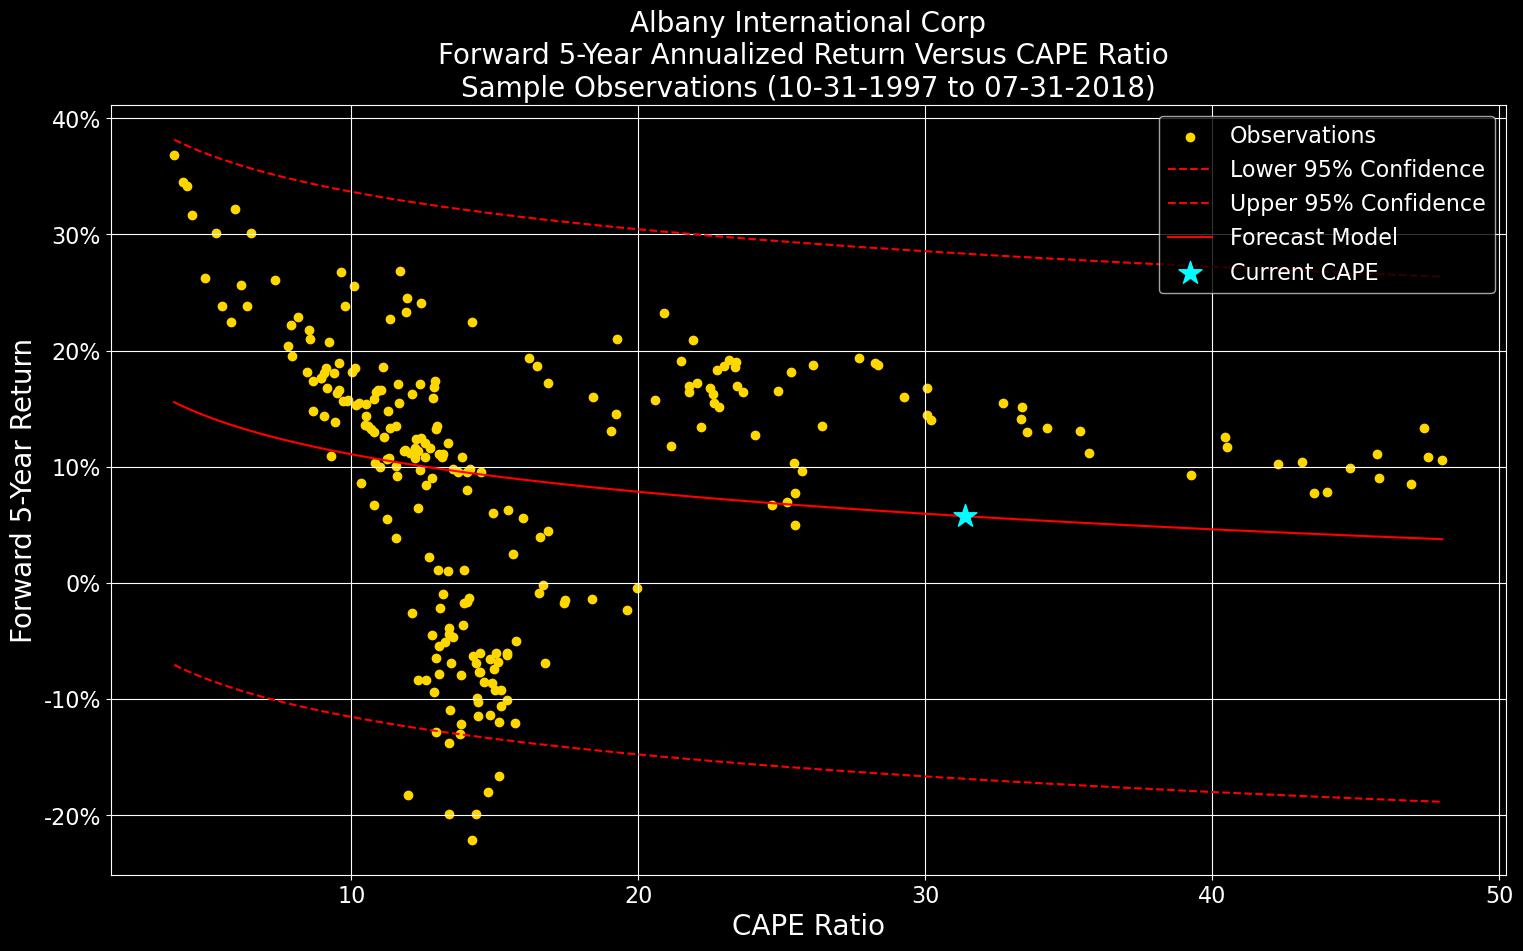 Albany International Corp
Forward 5-Year Annualized Return Versus CAPE Ratio
Sample Observations (10-31-1997 to 07-31-2018)
40%
30%
20%
10%
0%
-10%
-20%
Forward 5-Year Return
Observations
Lower 95% Confidence
Upper 95% Confidence
Forecast Model
Current CAPE
10
20
30
40
50
CAPE Ratio